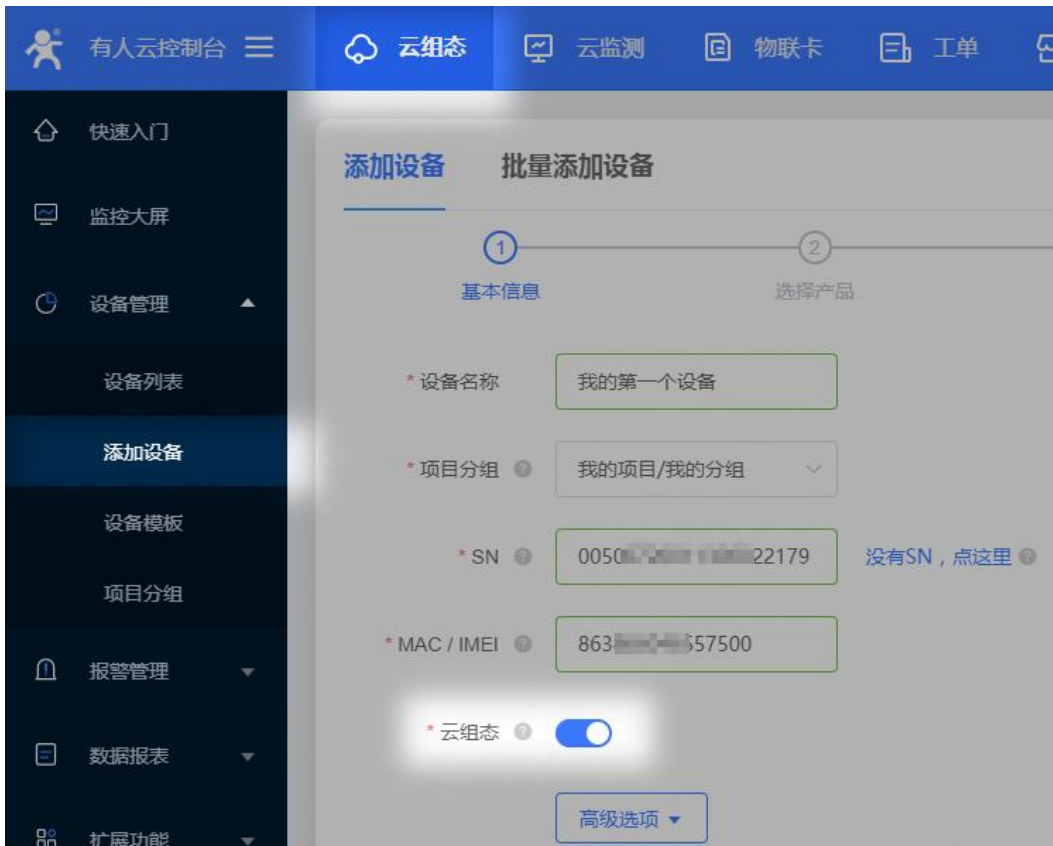 有人云控制台
云组态
云监测
物联卡
工单
快速入门
监控大屏
设备管理
设备列表
添加设备
设备模板
项目分组
报警管理
数据报表
扩展功能
添加设备
批量添加设备
1
2
基本信息
选择产品
* 设备名称
我的第一个设备
* 项目分组
我的项目/我的分组
* SN
0050
22179
没有SN，点这里
* MAC / IMEI
863
557500
* 云组态
高级选项